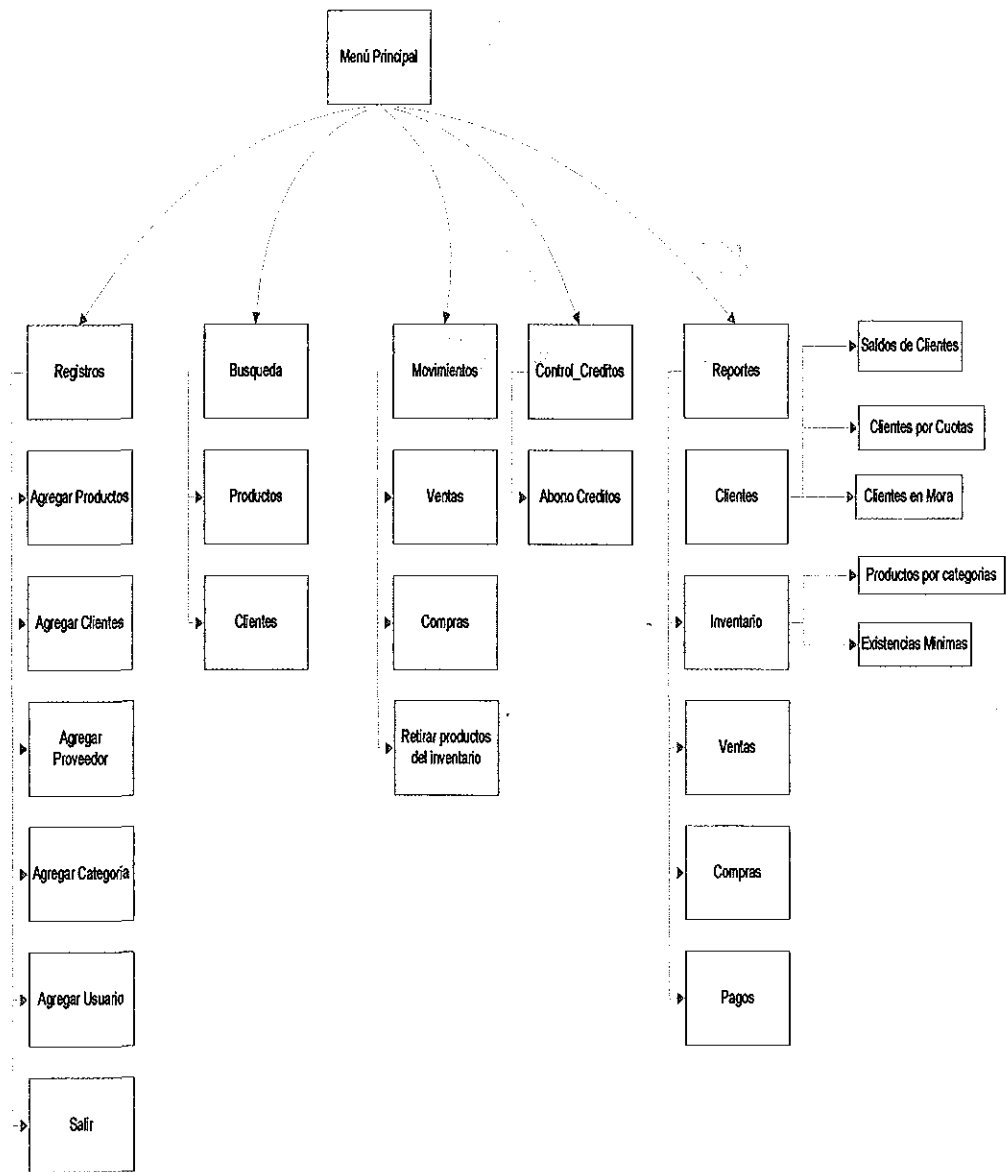 Menú Principal
Registros
Busqueda
Movimientos
Control_Creditos
Reportes
Saldos de Clientes
Clientes por Cuotas
Agregar Productos
Productos
Ventas
Abono Creditos
Clientes
Clientes en Mora
Agregar Clientes
Clientes
Compras
Inventario
Productos por categorias
Existencias Minimas
Agregar
Proveedor
Retirar productos
del inventario
Ventas
Agregar Categoría
Compras
Agregar Usuario
Pagos
Salir